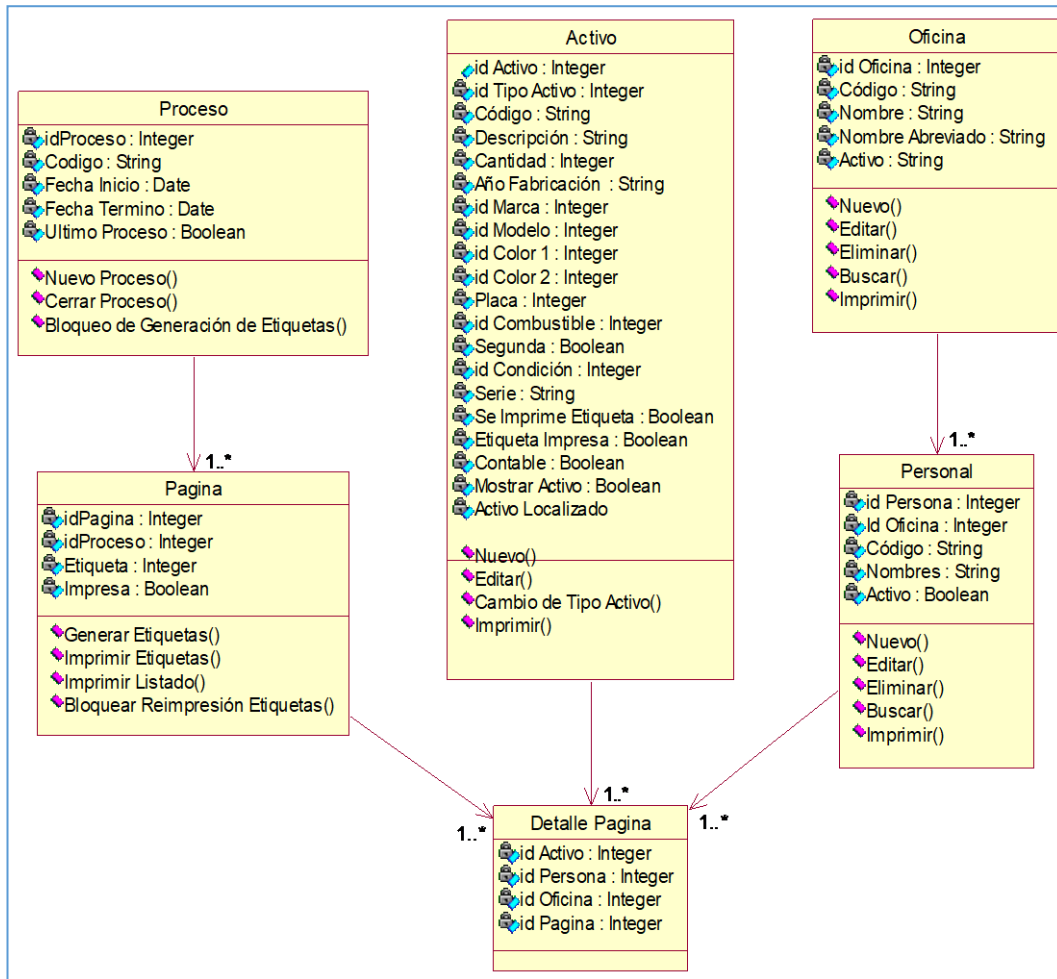 Proceso
idProceso : Integer
Codigo : String
Fecha Inicio : Date
Fecha Termino : Date
Ultimo Proceso : Boolean
Nuevo Proceso()
Cerrar Proceso()
Bloqueo de Generación de Etiquetas()
1..*
Pagina
idPagina : Integer
idProceso : Integer
Etiqueta : Integer
Impresa : Boolean
Generar Etiquetas()
Imprimir Etiquetas()
Imprimir Listado()
Bloquear Reimpresión Etiquetas()
1..*
Activo
id Activo : Integer
id Tipo Activo : Integer
Código : String
Descripción : String
Cantidad : Integer
Año Fabricación : String
id Marca : Integer
id Modelo : Integer
id Color 1 : Integer
id Color 2 : Integer
Placa : Integer
id Combustible : Integer
Segunda : Boolean
id Condición : Integer
Serie : String
Se Imprime Etiqueta : Boolean
Etiqueta Impresa : Boolean
Contable : Boolean
Mostrar Activo : Boolean
Activo Localizado
Nuevo()
Editar()
Cambio de Tipo Activo()
Imprimir()
1..*
Oficina
id Oficina : Integer
Código : String
Nombre : String
Nombre Abreviado : String
Activo : String
Nuevo()
Editar()
Eliminar()
Buscar()
Imprimir()
1..*
Personal
id Persona : Integer
Id Oficina : Integer
Código : String
Nombres : String
Activo : Boolean
Nuevo()
Editar()
Eliminar()
Buscar()
Imprimir()
1..*
Detalle Pagina
id Activo : Integer
id Persona : Integer
id Oficina : Integer
id Pagina : Integer